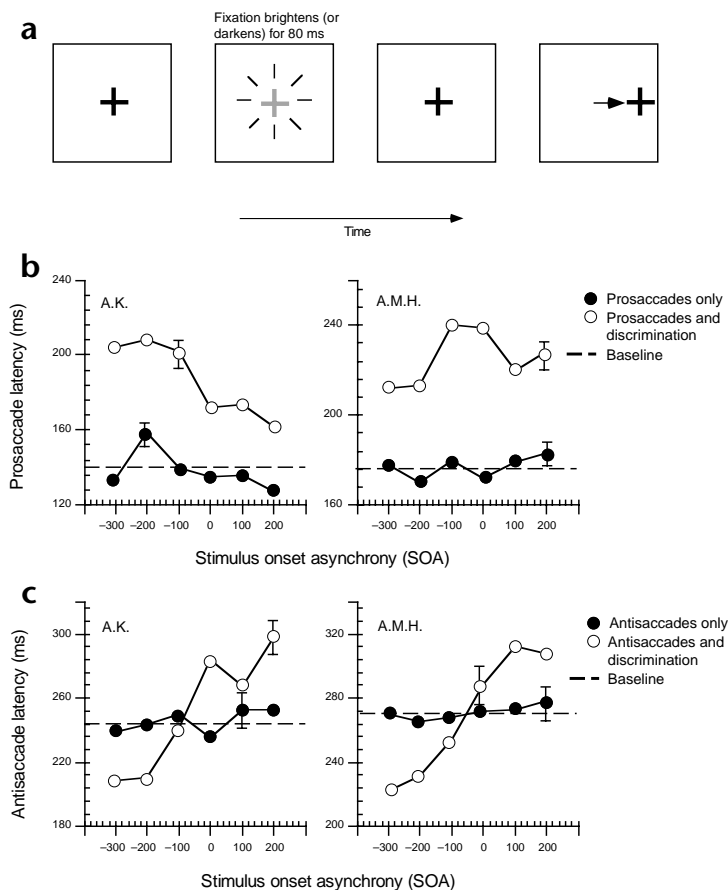 a
Fixation brightens (or
darkens) for 80 ms
Time
b
Prosaccade latency (ms)
240
200
160
120
A.K.
–300 –200 –100 0 100 200
A.M.H.
240
200
160
–300 –200 –100 0 100 200
Prosaccades only
Prosaccades and
discrimination
Baseline
Stimulus onset asynchrony (SOA)
c
Antisaccade latency (ms)
300
260
220
180
A.K.
–300 –200 –100 0 100 200
A.M.H.
320
280
240
200
–300 –200 –100 0 100 200
Antisaccades only
Antisaccades and
discrimination
Baseline
Stimulus onset asynchrony (SOA)